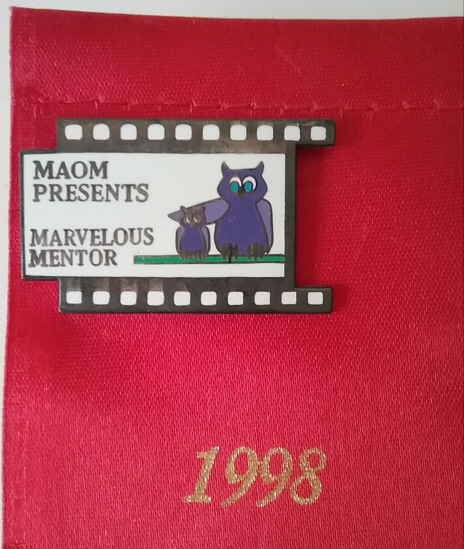 MAOM
PRESENTS
MARVELOUS
MENTOR
1998